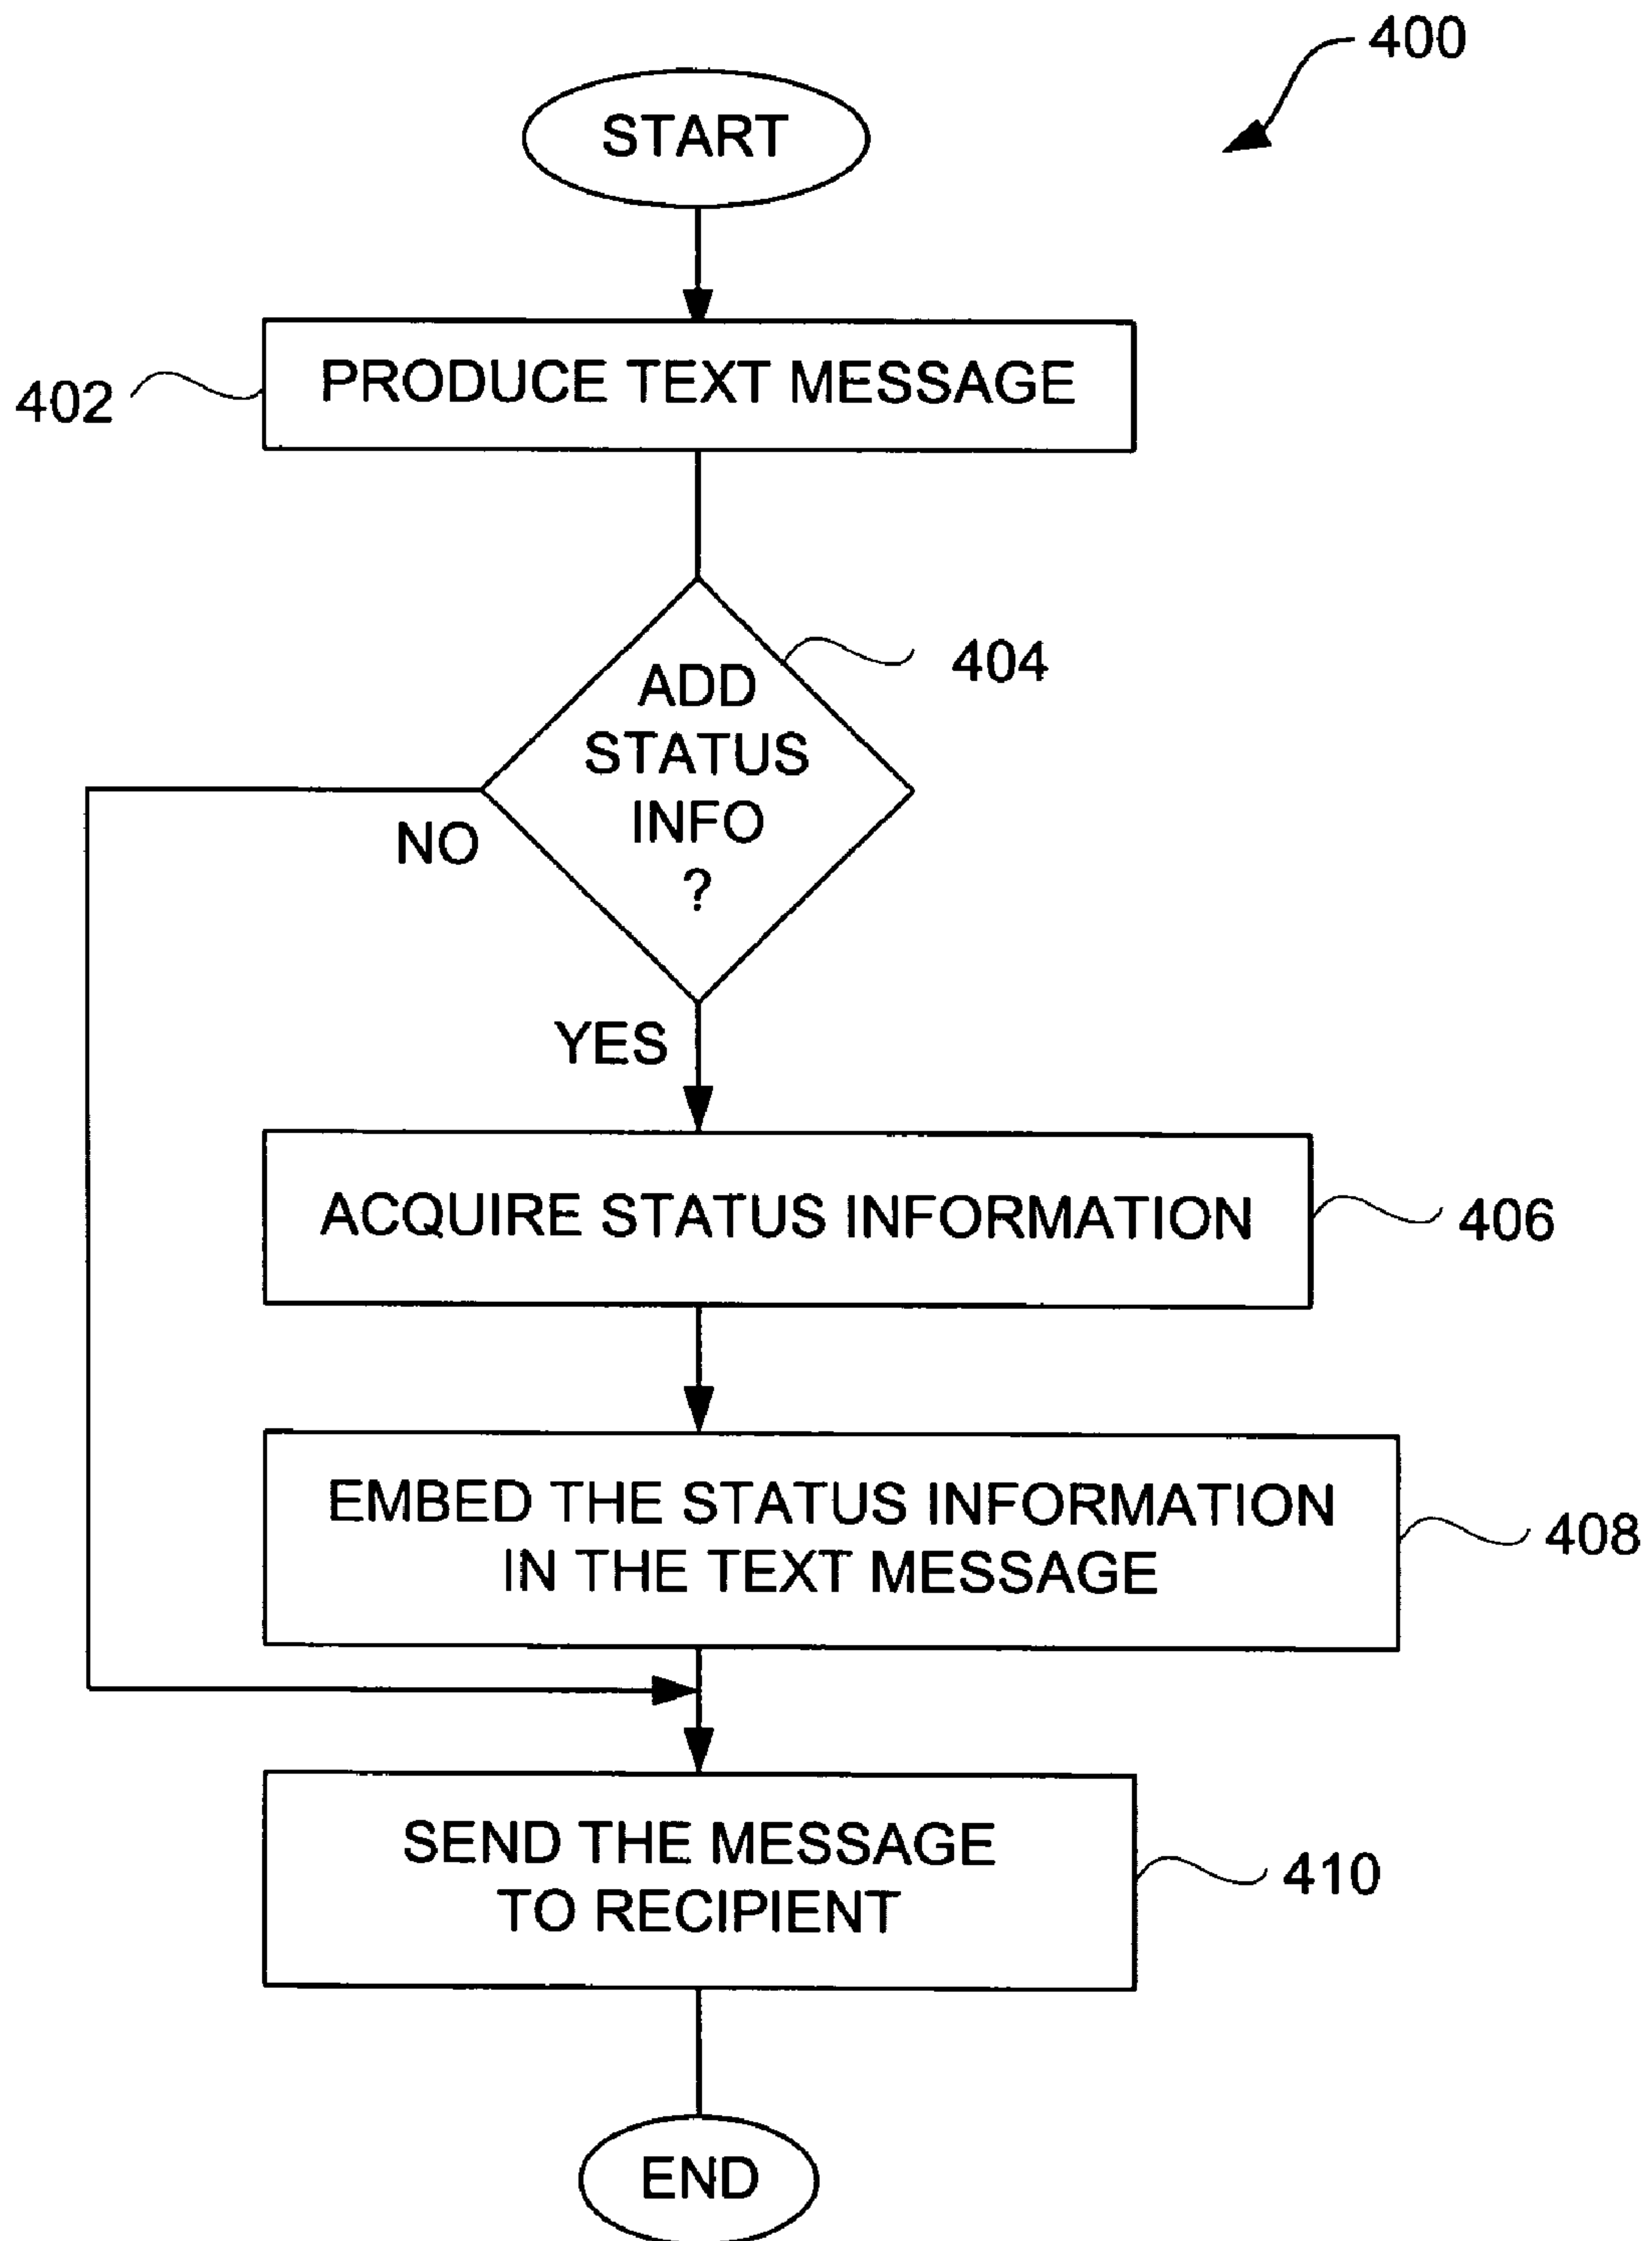 400
START
PRODUCE TEXT MESSAGE
402
ADD
STATUS
INFO
?
404
NO
YES
ACQUIRE STATUS INFORMATION
406
EMBED THE STATUS INFORMATION
IN THE TEXT MESSAGE
408
SEND THE MESSAGE
TO RECIPIENT
410
END